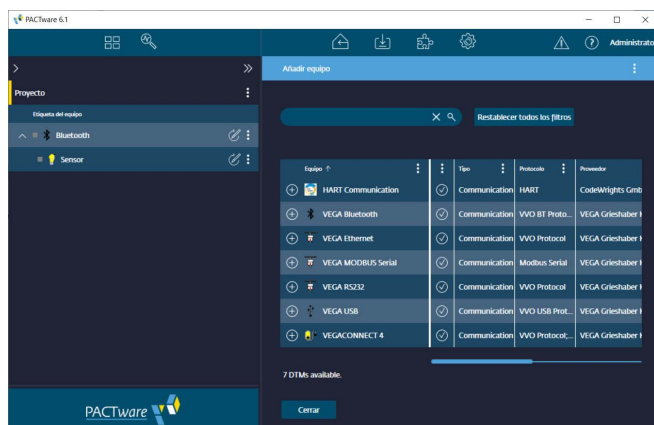 PACTware 6.1
Administrato
Añadir equipo
Proyecto
Etiqueta del equipo
Bluetooth
Sensor
Restablecer todos los filtros
Equipo Tipo Protocolo Proveedor
HART Communication Communication HART CodeWrights Gmb
VEGA Bluetooth Communication VVO BT Proto... VEGA Grieshaber K
VEGA Ethernet Communication VVO Protocol VEGA Grieshaber K
VEGA MODBUS Serial Communication Modbus Serial VEGA Grieshaber K
VEGA RS232 Communication VVO Protocol VEGA Grieshaber K
VEGA USB Communication VVO USB Prot... VEGA Grieshaber K
VEGACONNECT 4 Communication VVO Protocol;... VEGA Grieshaber K
7 DTMs available.
Cerrar
PACTware